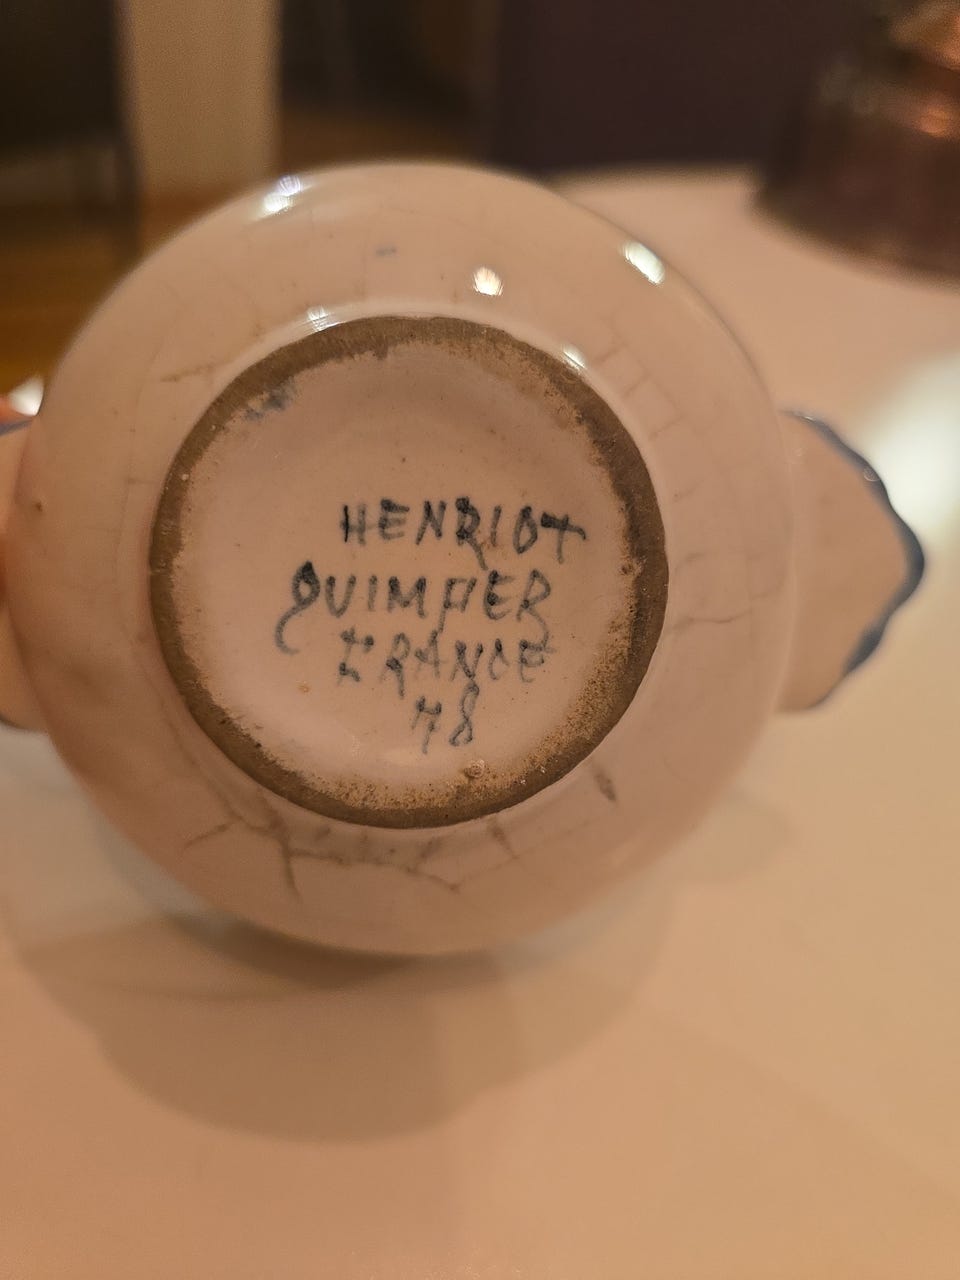 HENRIOT
QUIMPER
FRANCE
78